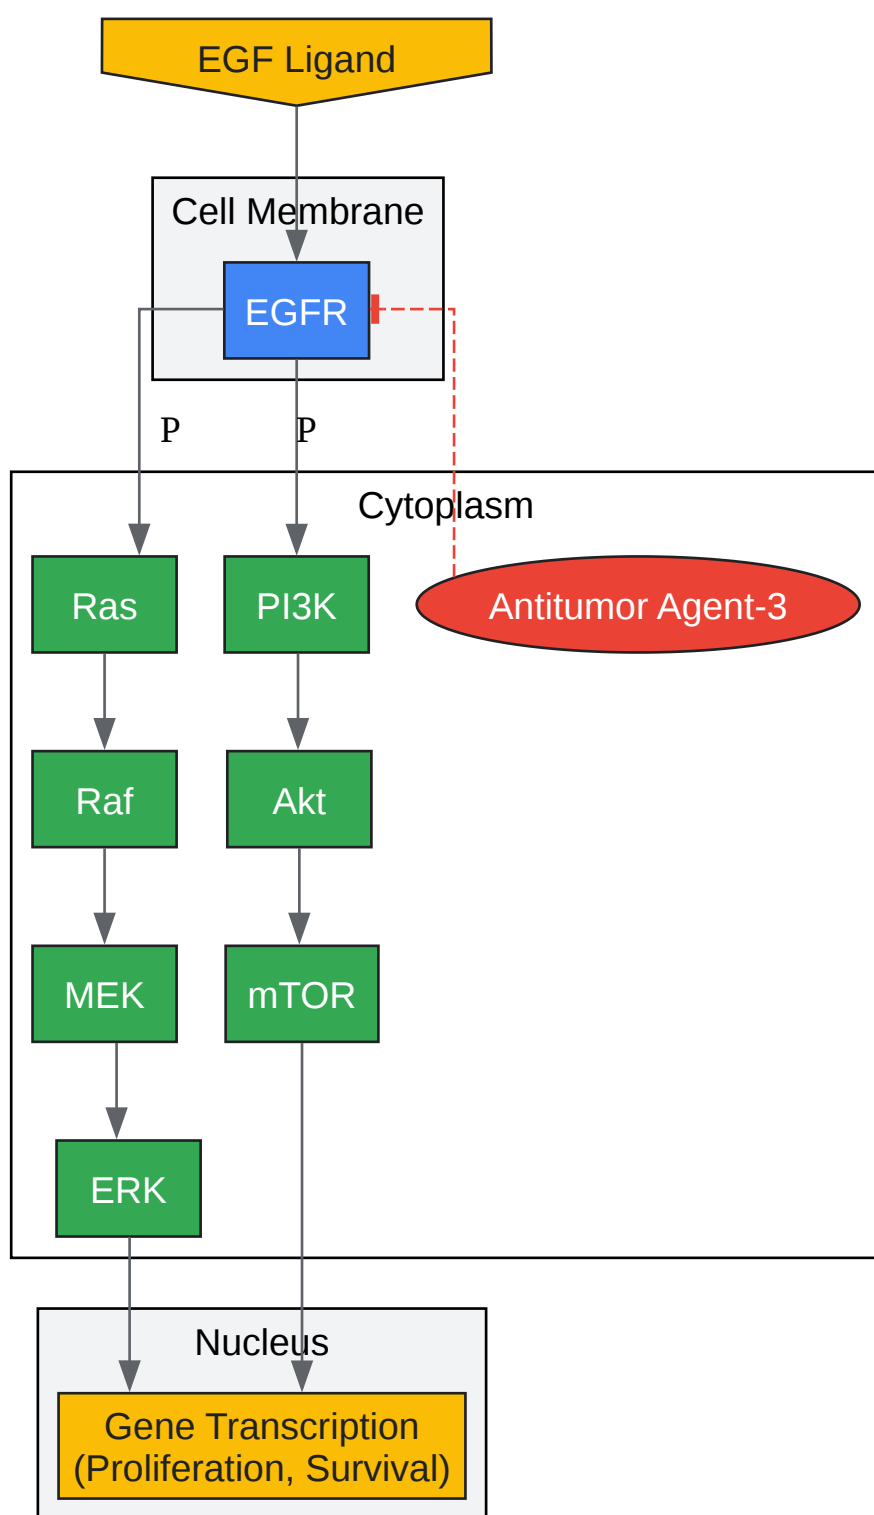 EGF Ligand
Cell Membrane
EGFR
P P
Cytoplasm
Ras PI3K Antitumor Agent-3
Raf Akt
MEK mTOR
ERK
Nucleus
Gene Transcription
(Proliferation, Survival)